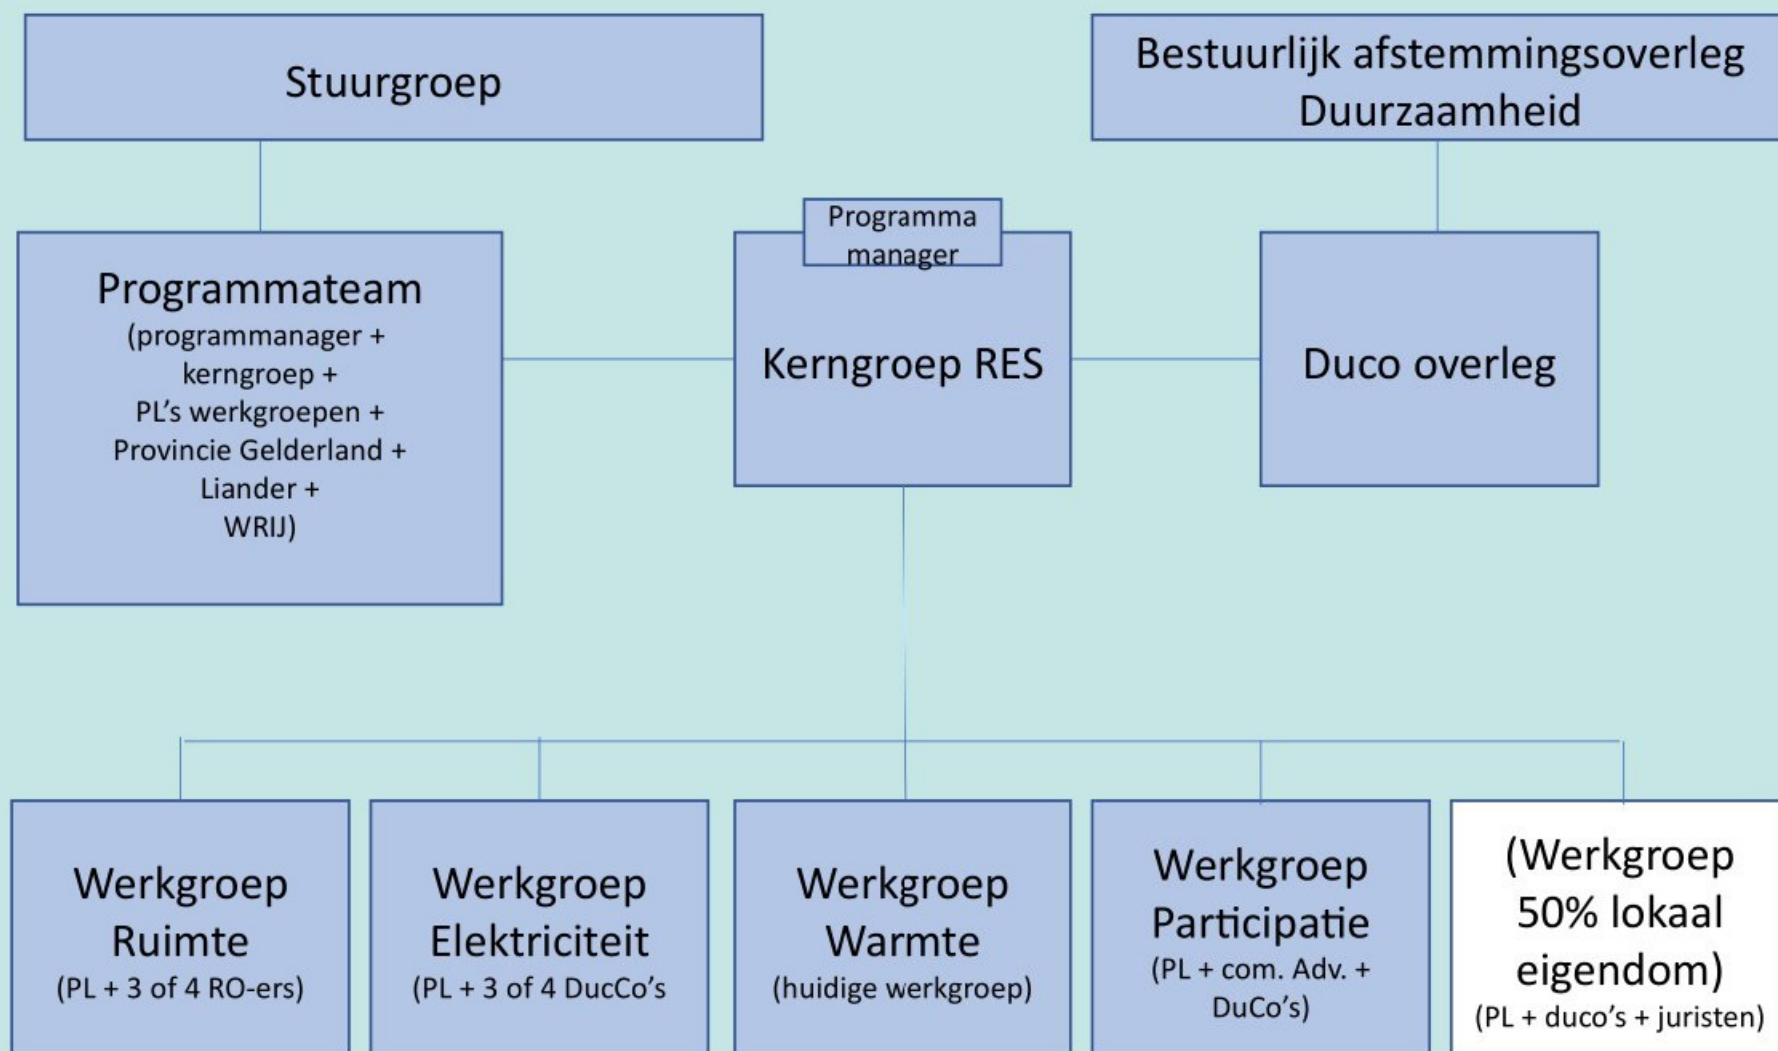 Stuurgroep
Bestuurlijk afstemmingsoverleg
Duurzaamheid
Programmateam
(programmanager +
kerngroep +
PL's werkgroepen +
Provincie Gelderland +
Liander +
WRIJ)
Programma
manager
Kerngroep RES
Duco overleg
Werkgroep
Ruimte
(PL + 3 of 4 RO-ers)
Werkgroep
Elektriciteit
(PL + 3 of 4 DucCo's
Werkgroep
Warmte
(huidige werkgroep)
Werkgroep
Participatie
(PL + com. Adv. +
DuCo's)
(Werkgroep
50% lokaal
eigendom)
(PL + duco's + juristen)